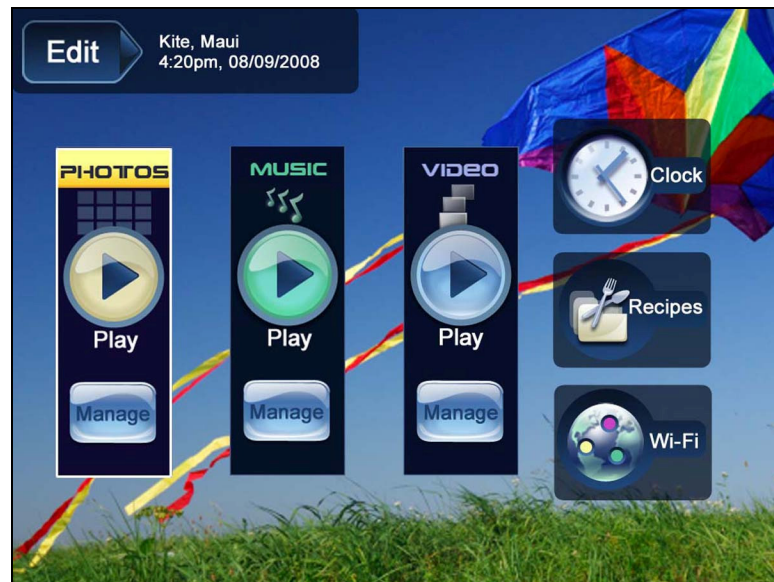 Edit
Kite, Maui
4:20pm, 08/09/2008
PHOTOS
MUSIC
VIDEO
Play
Play
Play
Manage
Manage
Manage
Clock
Recipes
Wi-Fi